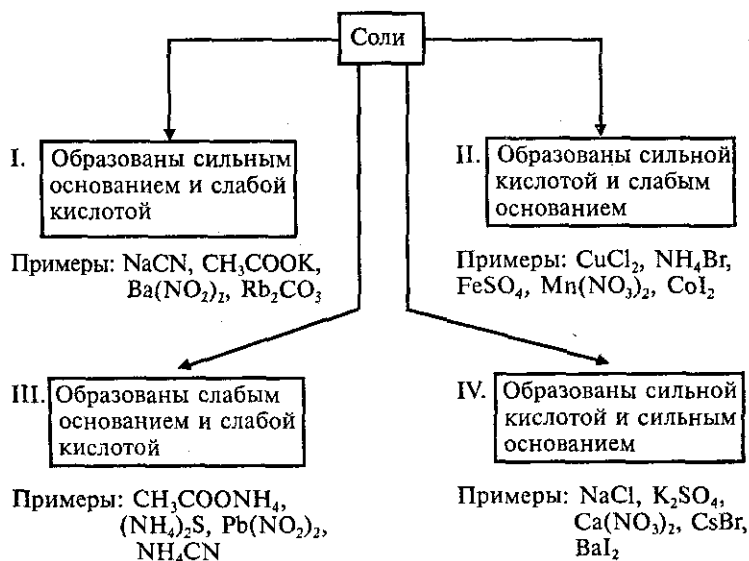 Соли
I. Образованы сильным
основанием и слабой
кислотой
Примеры: NaCN, CH₃COOK,
Ba(NO₂)₂, Rb₂CO₃
II. Образованы сильной
кислотой и слабым
основанием
Примеры: CuCl₂, NH₄Br,
FeSO₄, Mn(NO₃)₂, CoI₂
III. Образованы слабым
основанием и слабой
кислотой
Примеры: CH₃COONH₄,
(NH₄)₂S, Pb(NO₂)₂,
NH₄CN
IV. Образованы сильной
кислотой и сильным
основанием
Примеры: NaCl, K₂SO₄,
Ca(NO₃)₂, CsBr,
BaI₂